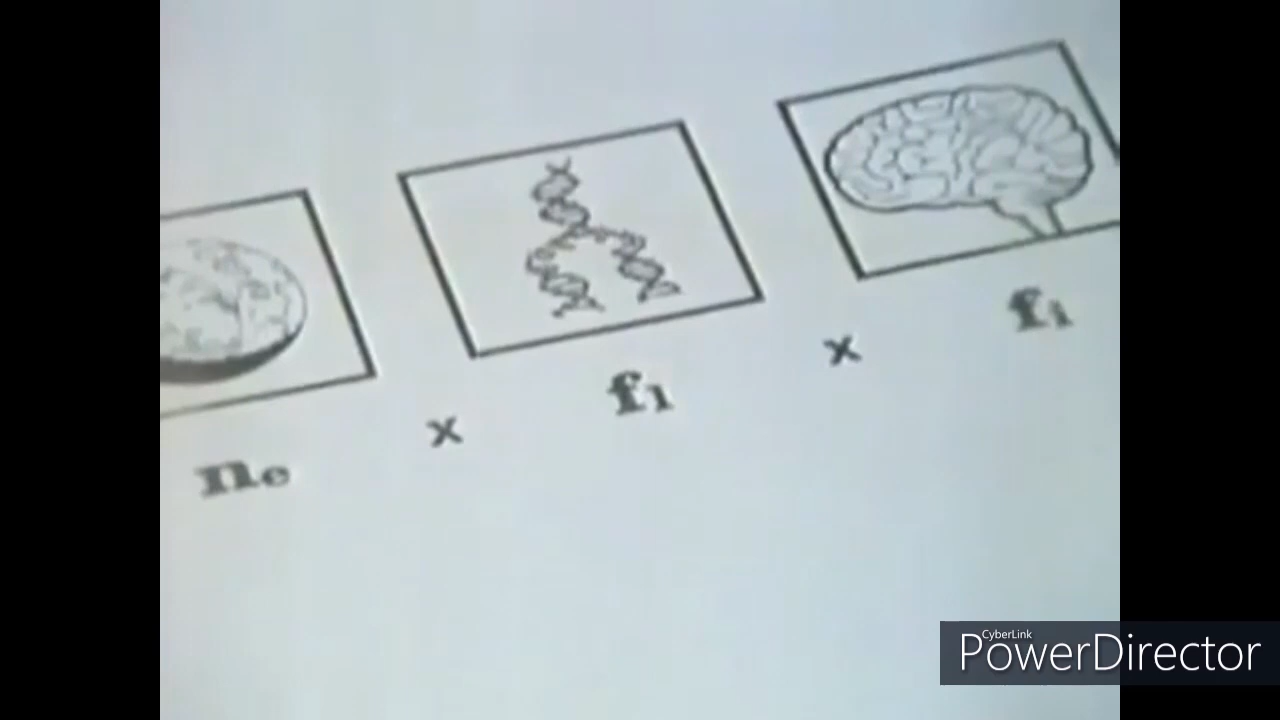 nₑ x fₗ x fᵢ
CyberLink
PowerDirector